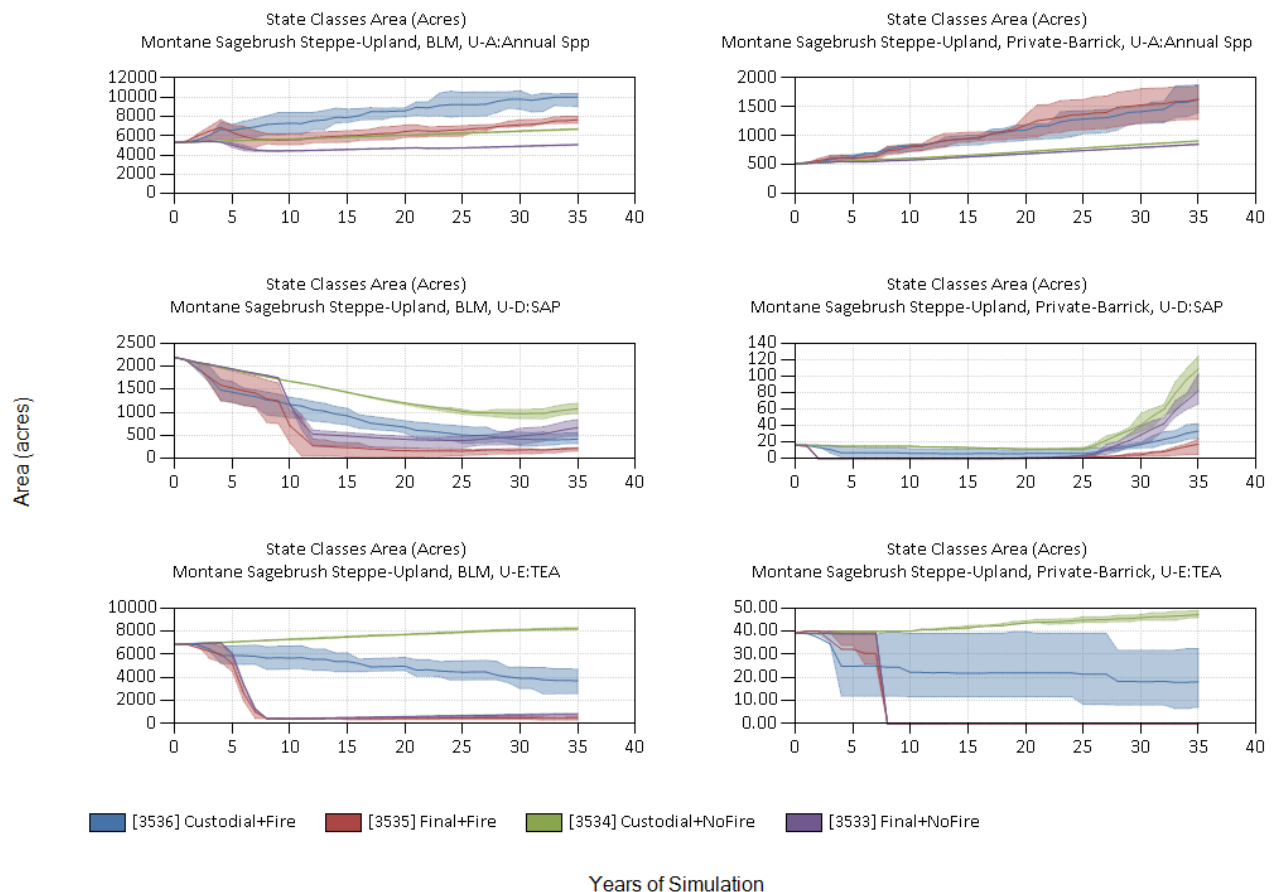 State Classes Area (Acres)
Montane Sagebrush Steppe-Upland, BLM, U-A:Annual Spp
12000
10000
8000
6000
4000
2000
0
0 5 10 15 20 25 30 35 40
State Classes Area (Acres)
Montane Sagebrush Steppe-Upland, Private-Barrick, U-A:Annual Spp
2000
1500
1000
500
0
0 5 10 15 20 25 30 35 40
State Classes Area (Acres)
Montane Sagebrush Steppe-Upland, BLM, U-D:SAP
2500
2000
1500
1000
500
0
0 5 10 15 20 25 30 35 40
State Classes Area (Acres)
Montane Sagebrush Steppe-Upland, Private-Barrick, U-D:SAP
140
120
100
80
60
40
20
0
0 5 10 15 20 25 30 35 40
Area (acres)
State Classes Area (Acres)
Montane Sagebrush Steppe-Upland, BLM, U-E:TEA
10000
8000
6000
4000
2000
0
0 5 10 15 20 25 30 35 40
State Classes Area (Acres)
Montane Sagebrush Steppe-Upland, Private-Barrick, U-E:TEA
50.00
40.00
30.00
20.00
10.00
0.00
0 5 10 15 20 25 30 35 40
[3536] Custodial+Fire [3535] Final+Fire [3534] Custodial+NoFire [3533] Final+NoFire
Years of Simulation